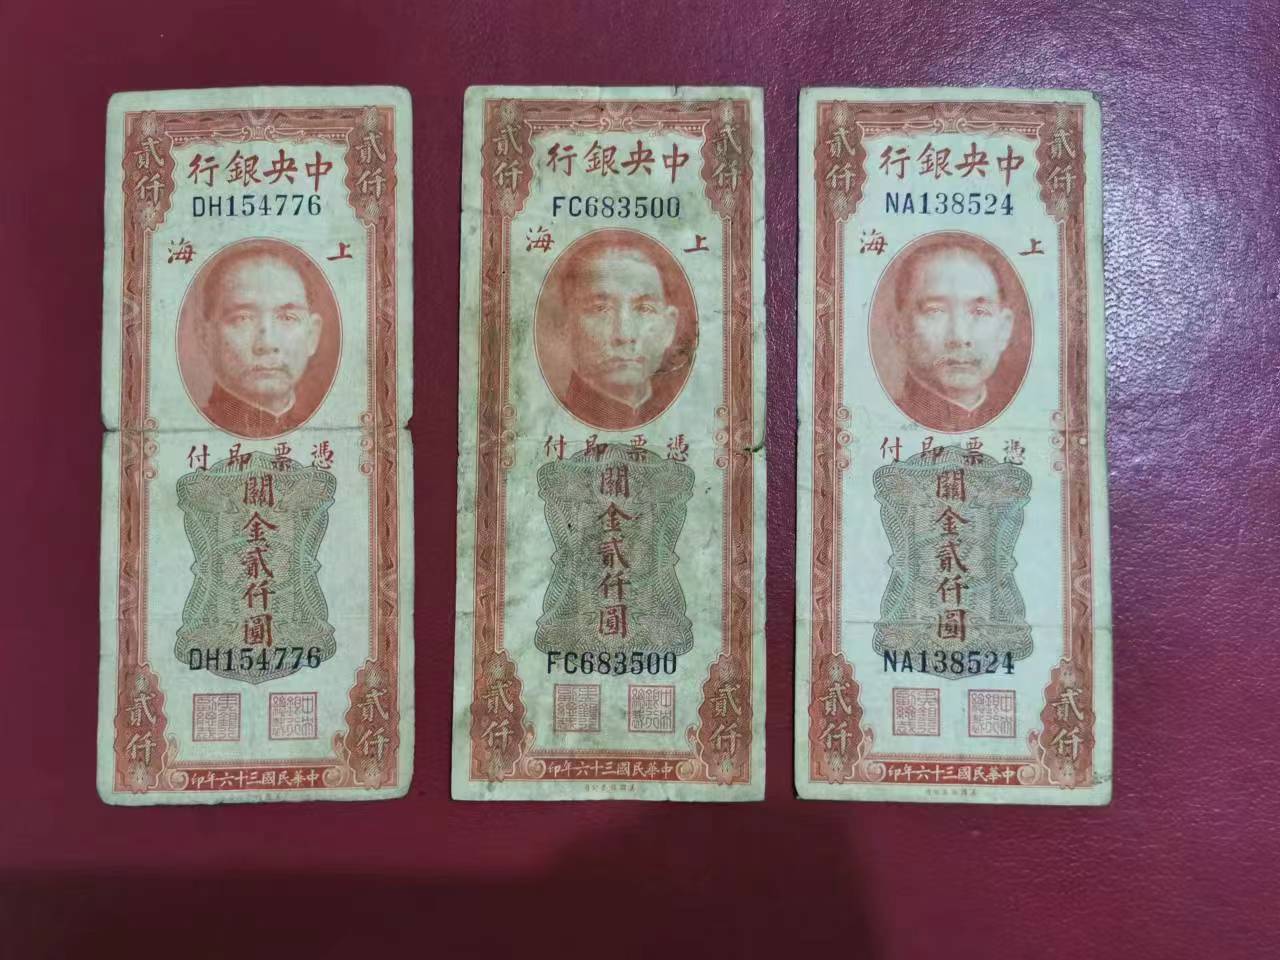 貳仟
貳仟
中央銀行
DH154776
上海
憑票即付
關金貳仟圓
DH154776
貳仟
貳仟
中華民國三十六年印
貳仟
貳仟
中央銀行
FC683500
上海
憑票即付
關金貳仟圓
FC683500
貳仟
貳仟
中華民國三十六年印
貳仟
貳仟
中央銀行
NA138524
上海
憑票即付
關金貳仟圓
NA138524
貳仟
貳仟
中華民國三十六年印